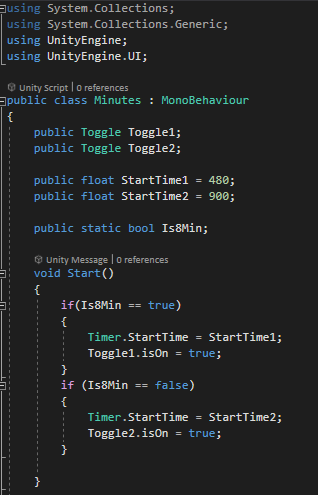 using System.Collections;
using System.Collections.Generic;
using UnityEngine;
using UnityEngine.UI;
Unity Script | 0 references
public class Minutes : MonoBehaviour
{
public Toggle Toggle1;
public Toggle Toggle2;
public float StartTime1 = 480;
public float StartTime2 = 900;
public static bool Is8Min;
Unity Message | 0 references
void Start()
{
if(Is8Min == true)
{
Timer.StartTime = StartTime1;
Toggle1.isOn = true;
}
if (Is8Min == false)
{
Timer.StartTime = StartTime2;
Toggle2.isOn = true;
}
}